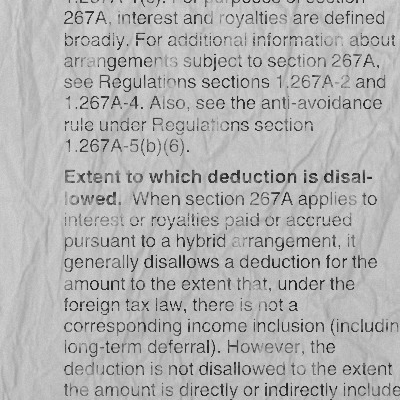 267A, interest and royalties are defined
broadly. For additional information about
arrangements subject to section 267A,
see Regulations sections 1.267A-2 and
1.267A-4. Also, see the anti-avoidance
rule under Regulations section
1.267A-5(b)(6).
Extent to which deduction is disal-
lowed. When section 267A applies to
interest or royalties paid or accrued
pursuant to a hybrid arrangement, it
generally disallows a deduction for the
amount to the extent that, under the
foreign tax law, there is not a
corresponding income inclusion (includin
long-term deferral). However, the
deduction is not disallowed to the extent
the amount is directly or indirectly include